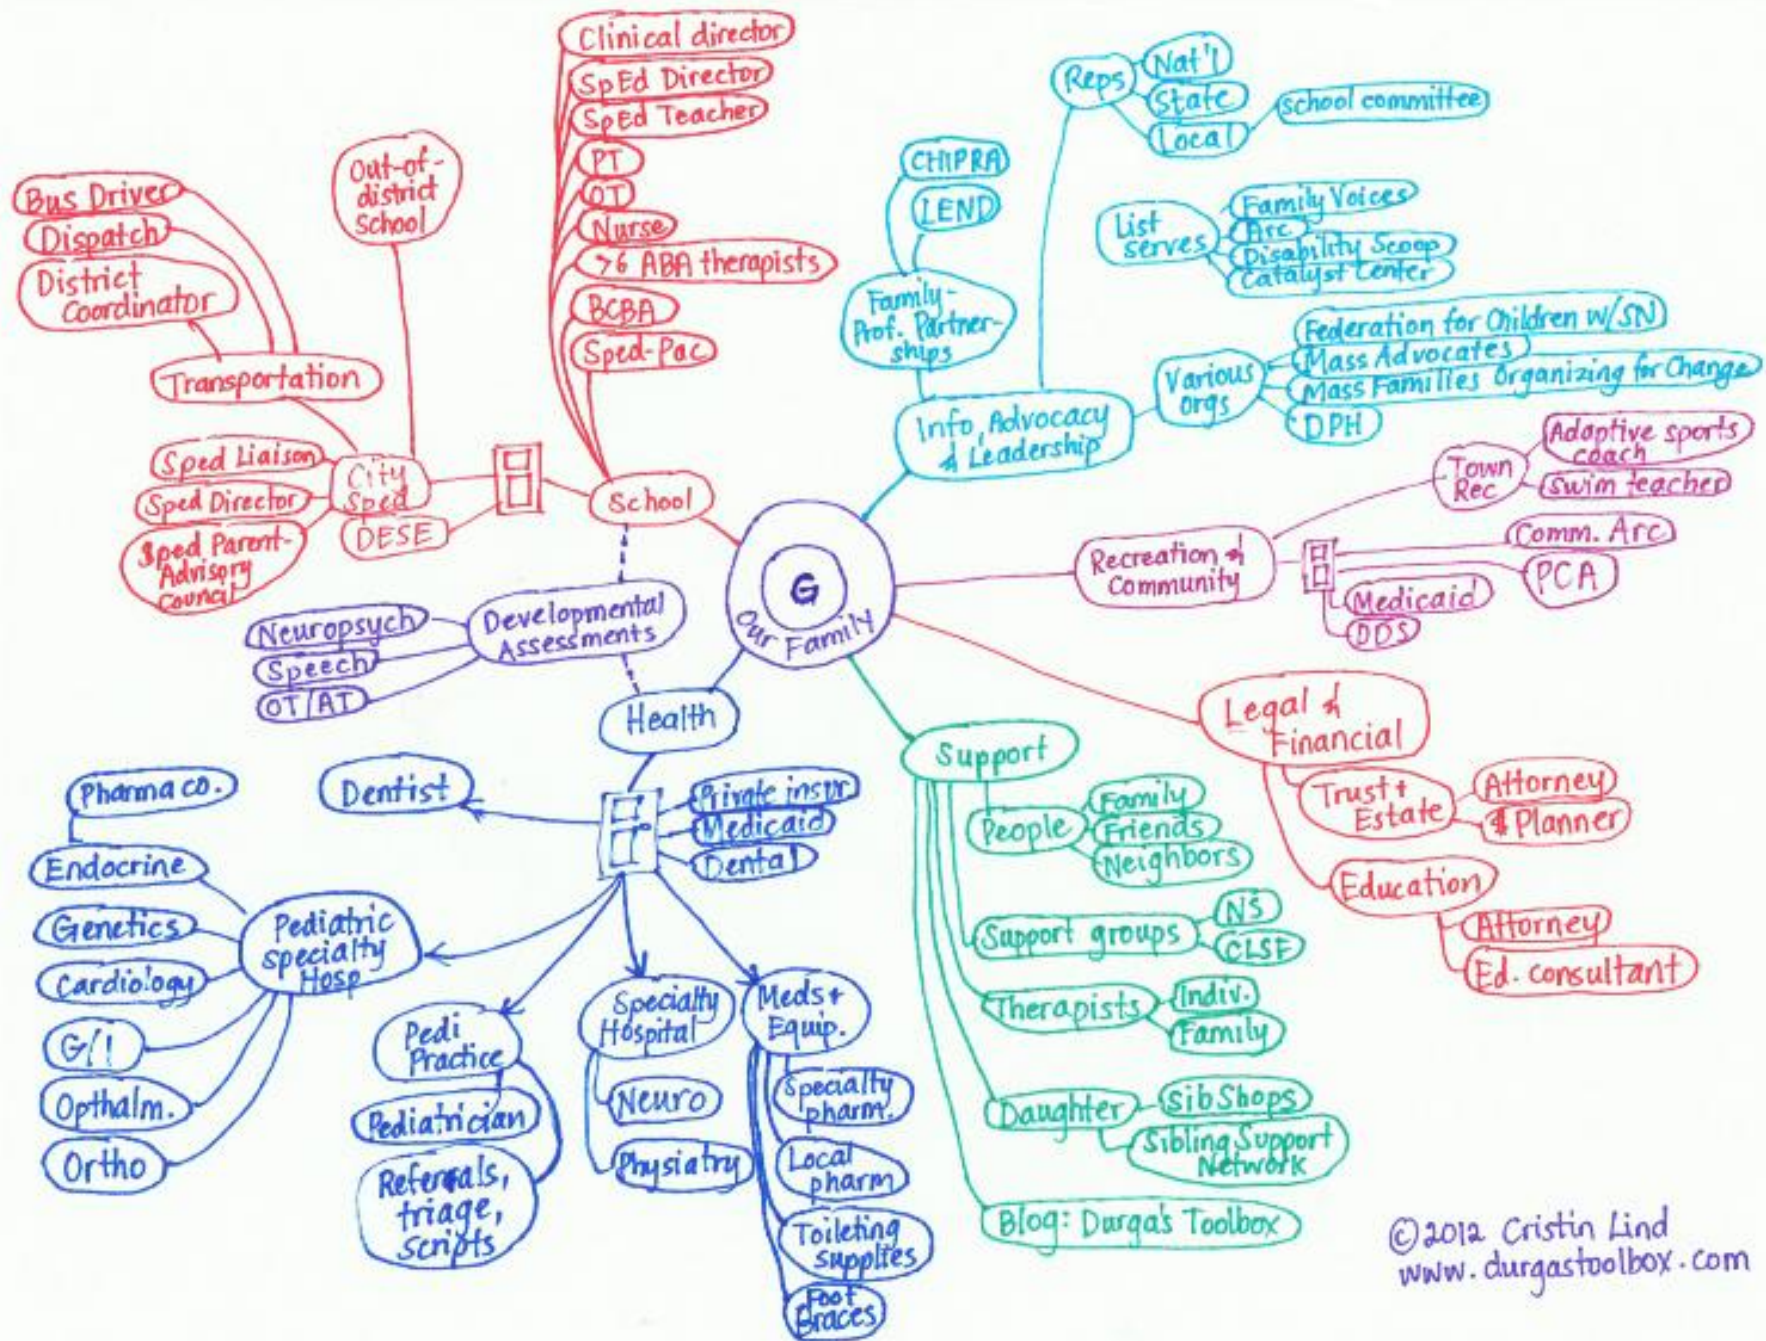 Clinical director
SpEd Director
SpEd Teacher
PT
OT
Nurse
>6 ABA therapists
BCBA
Sped-Pac
School
Out-of-
district
School
Bus Driver
Dispatch
District
Coordinator
Transportation
Sped Liaison
Sped Director
Sped Parent-
Advisory
Council
City
Sped
DESE
Reps
Nat'l
State
Local
school committee
CHIPRA
LEND
Family-
Prof. Partner-
ships
List
serves
Family Voices
Arc
Disability Scoop
Catalyst Center
Info, Advocacy
& Leadership
Various
orgs
Federation for Children w/SN
Mass Advocates
Mass Families Organizing for Change
DPH
Recreation &
Community
Town
Rec
Adaptive sports
coach
swim teacher
Comm. Arc
PCA
Medicaid
DDS
G
Our Family
Developmental
Assessments
Neuropsych
Speech
OT/AT
Health
Dentist
Private insur
Medicaid
Dental
Pharma co.
Endocrine
Genetics
Cardiology
G/I
Opthalm.
Ortho
Pediatric
specialty
Hosp
Pedi
Practice
Pediatrician
Referrals,
triage,
scripts
Specialty
Hospital
Neuro
Physiatry
Meds +
Equip.
Specialty
pharm.
Local
pharm
Toileting
supplies
Foot
Braces
Support
People
Family
Friends
Neighbors
Support groups
NS
CLSF
Therapists
Indiv.
Family
Daughter
SibShops
Sibling Support
Network
Blog: Durga's Toolbox
Legal &
Financial
Trust +
Estate
Attorney
$ Planner
Education
Attorney
Ed. consultant
©2012 Cristin Lind
www.durgastoolbox.com